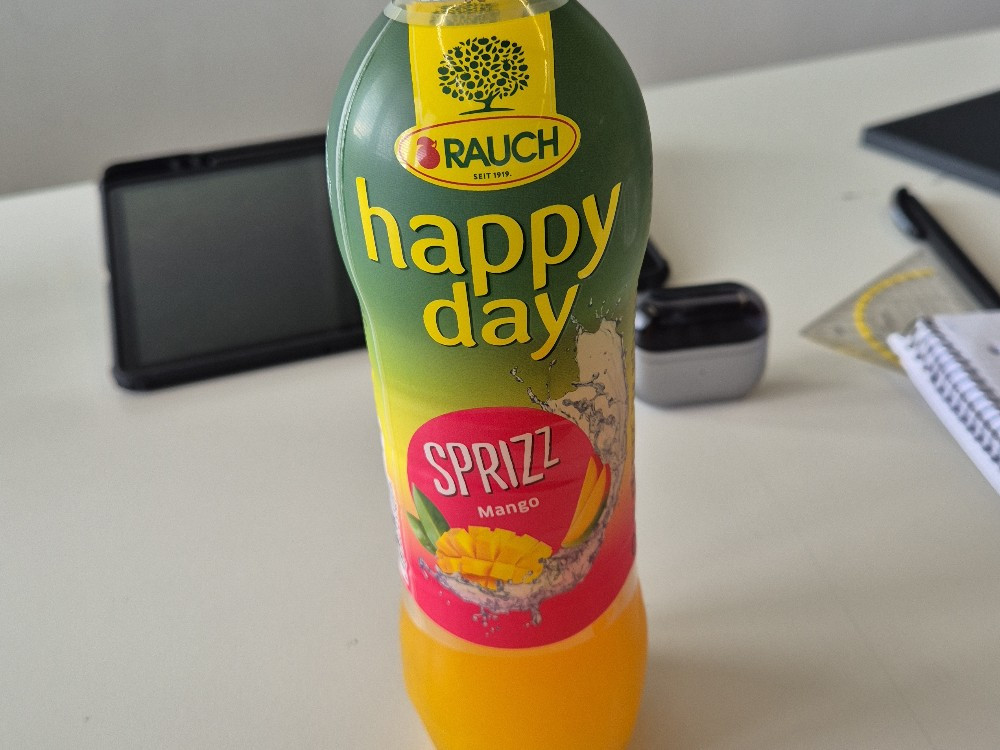 RAUCH
SEIT 1919.
happy
day
SPRIZZ
Mango